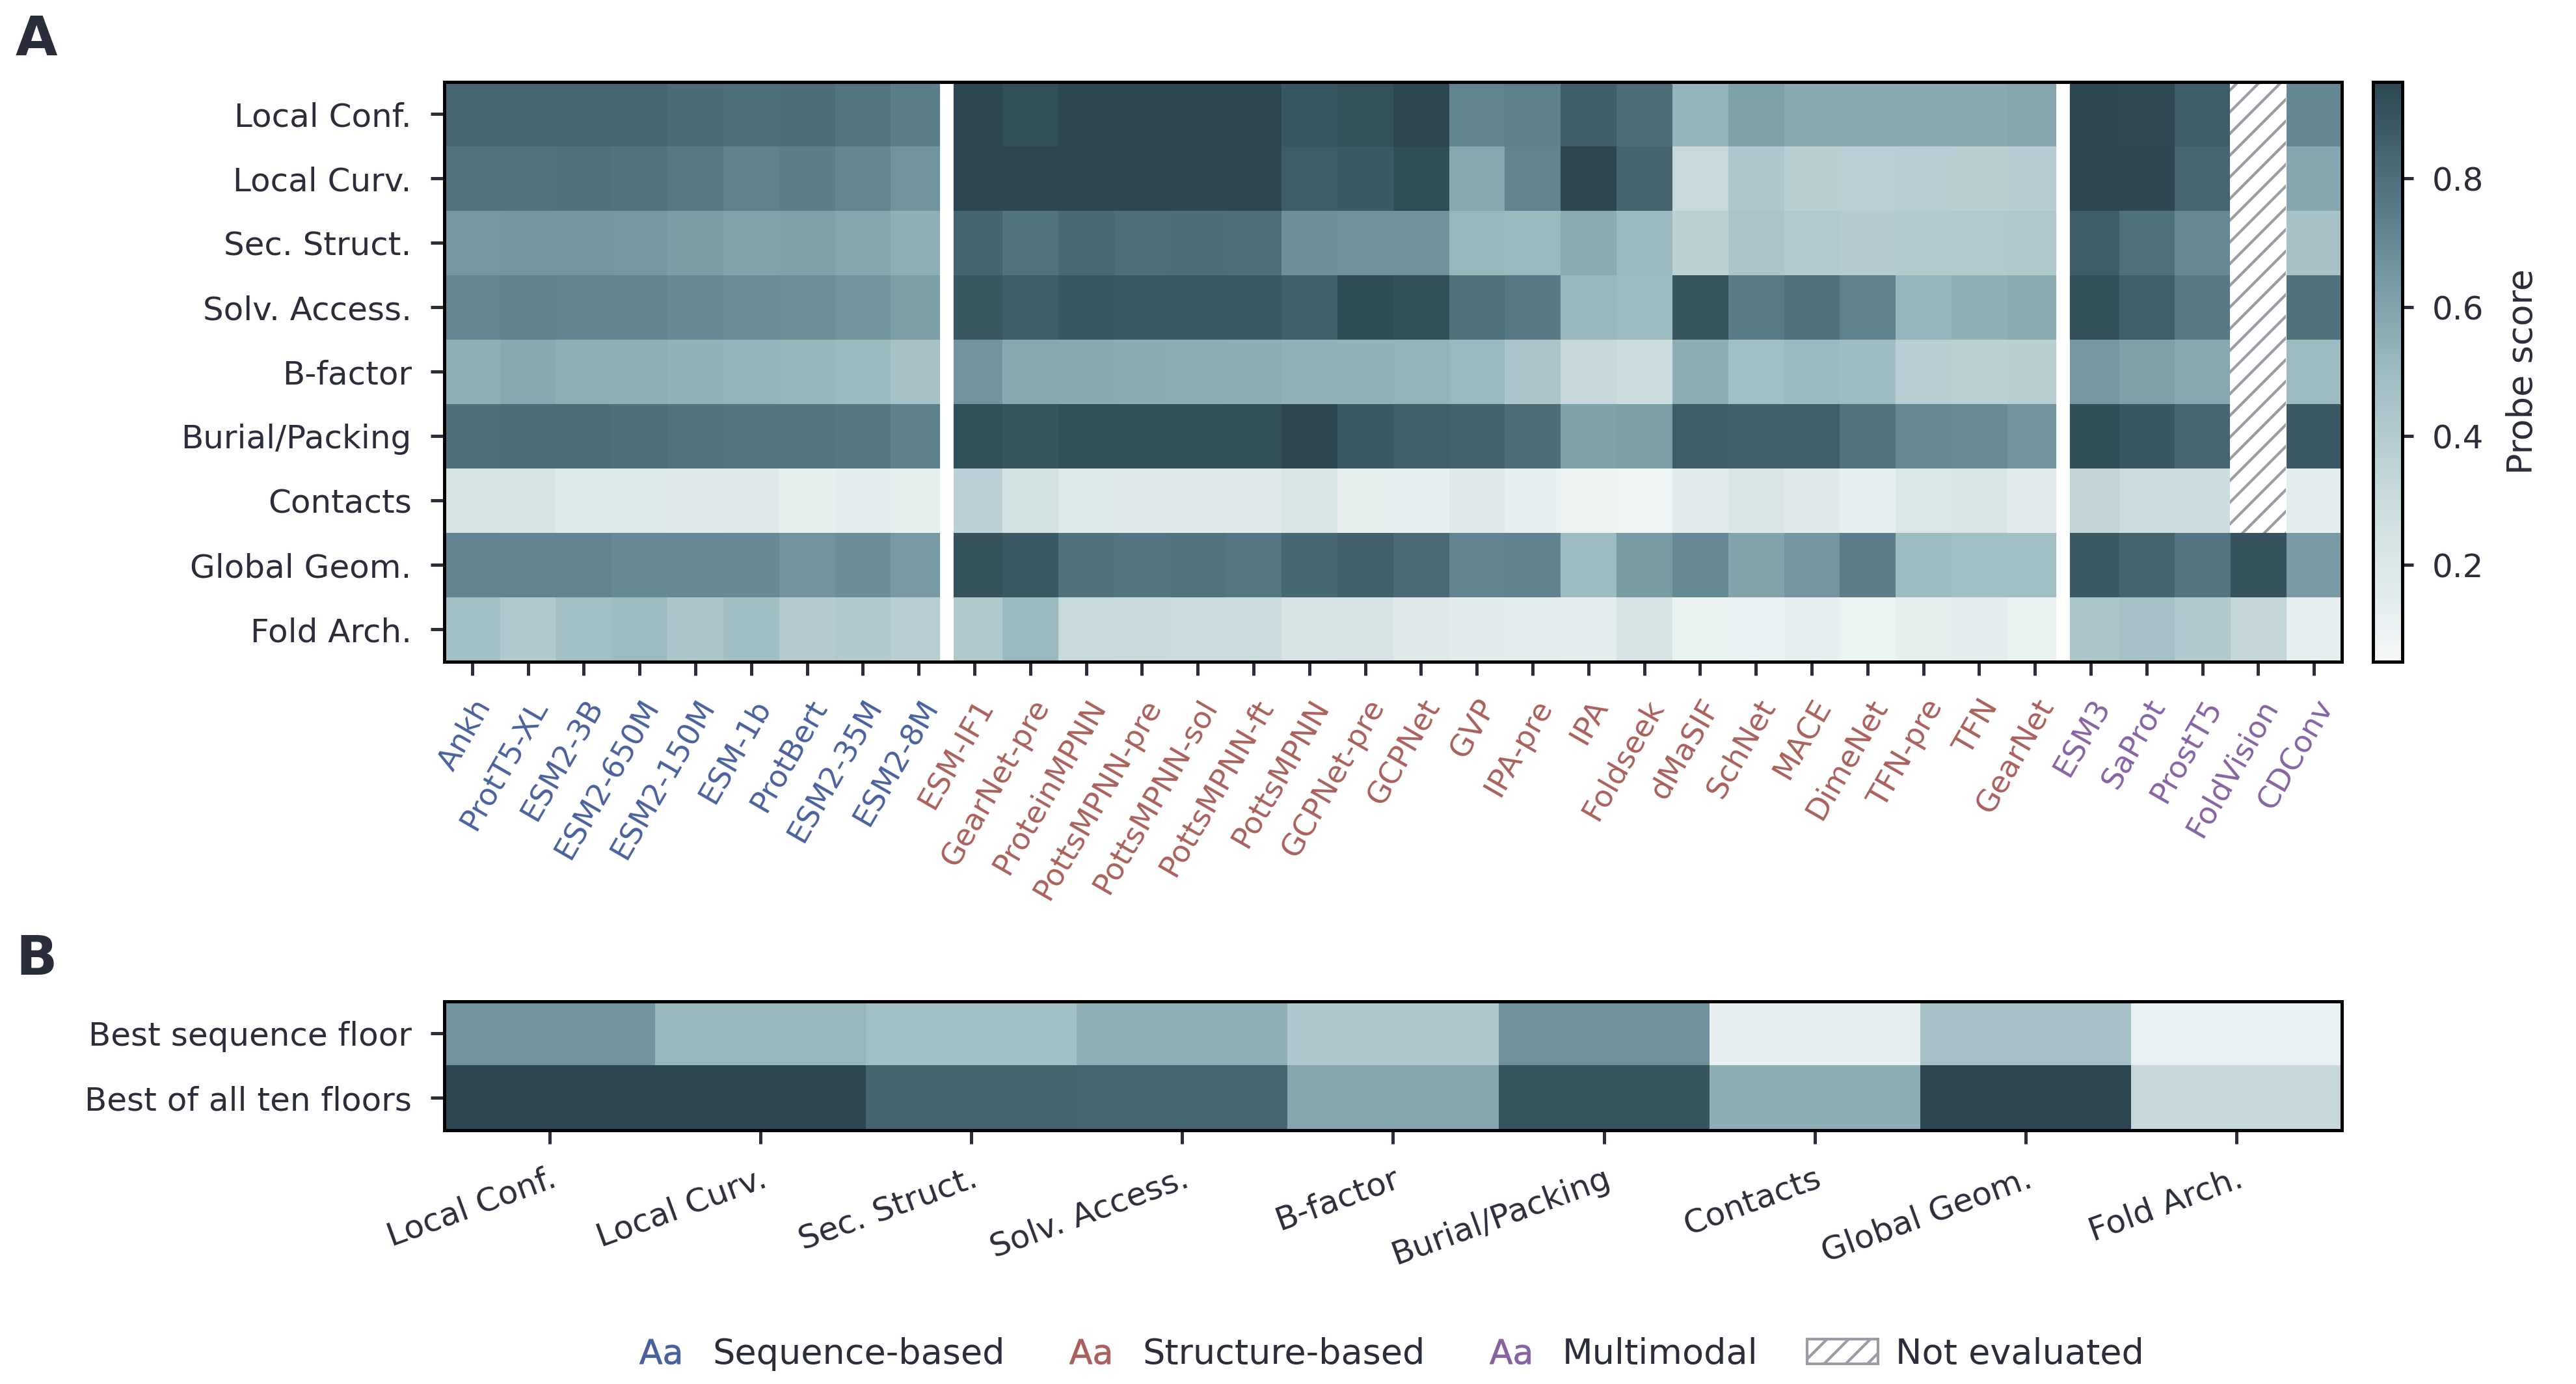 A
Local Conf.
Local Curv.
Sec. Struct.
Solv. Access.
B-factor
Burial/Packing
Contacts
Global Geom.
Fold Arch.
0.8
0.6
0.4
0.2
Probe score
Ankh
ProtT5-XL
ESM2-3B
ESM2-650M
ESM2-150M
ESM-1b
ProtBert
ESM2-35M
ESM2-8M
ESM-IF1
GearNet-pre
ProteinMPNN
PottsMPNN-pre
PottsMPNN-sol
PottsMPNN-ft
PottsMPNN
GCPNet-pre
GCPNet
GVP
IPA-pre
IPA
Foldseek
dMaSIF
SchNet
MACE
DimeNet
TFN-pre
TFN
GearNet
ESM3
SaProt
ProstT5
FoldVision
CDConv
B
Best sequence floor
Best of all ten floors
Local Conf.
Local Curv.
Sec. Struct.
Solv. Access.
B-factor
Burial/Packing
Contacts
Global Geom.
Fold Arch.
Aa Sequence-based
Aa Structure-based
Aa Multimodal
Not evaluated